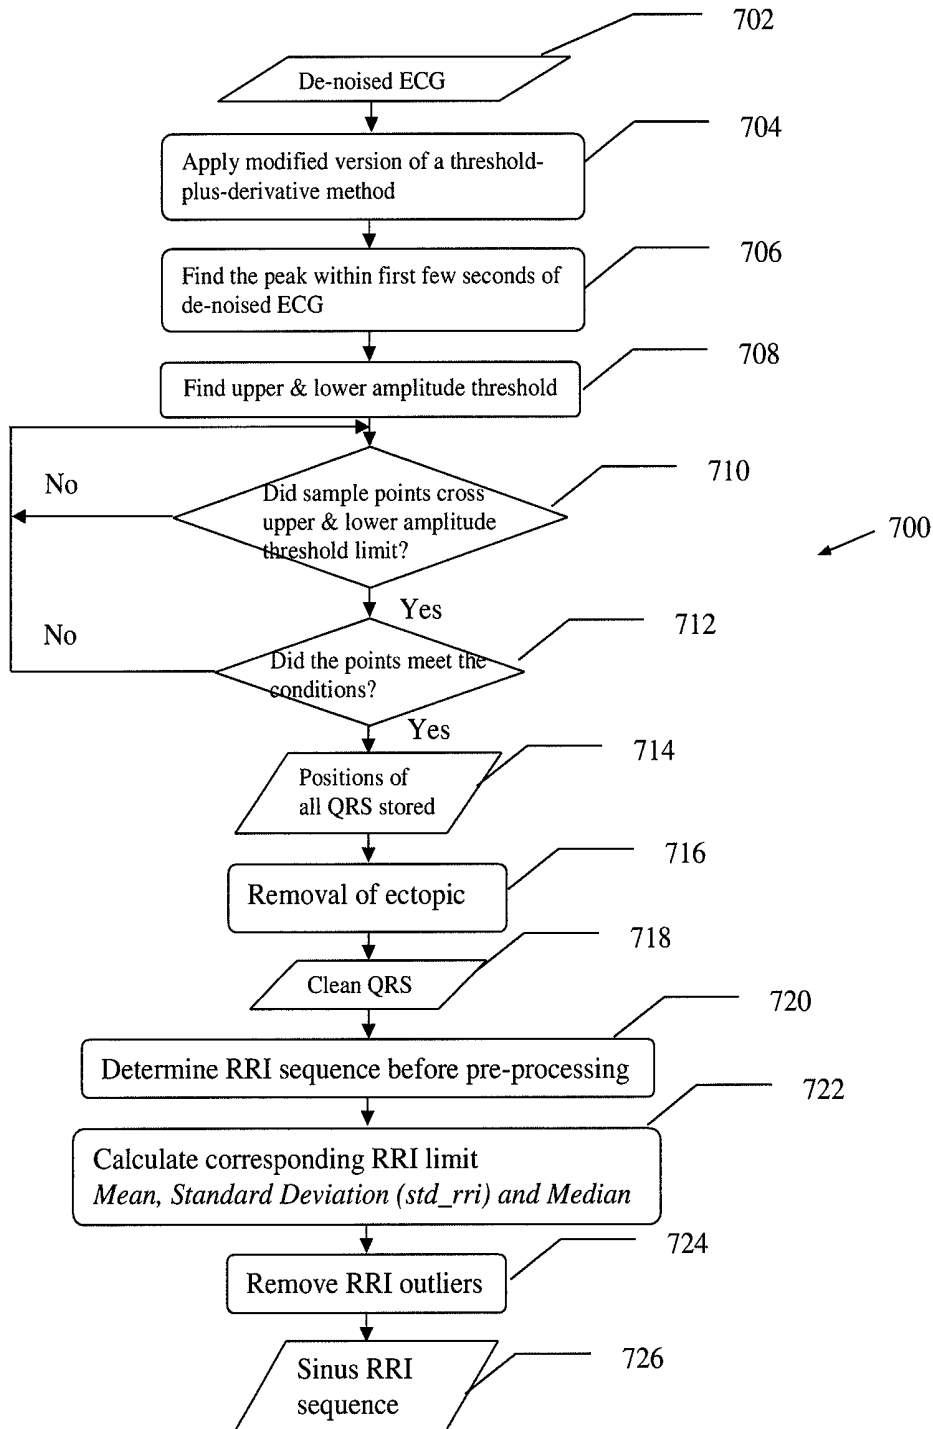 702
De-noised ECG
704
Apply modified version of a threshold-
plus-derivative method
706
Find the peak within first few seconds of
de-noised ECG
708
Find upper & lower amplitude threshold
710
No
Did sample points cross
upper & lower amplitude
threshold limit?
700
Yes
712
No
Did the points meet the
conditions?
Yes
714
Positions of
all QRS stored
716
Removal of ectopic
718
Clean QRS
720
Determine RRI sequence before pre-processing
722
Calculate corresponding RRI limit
Mean, Standard Deviation (std_rri) and Median
724
Remove RRI outliers
726
Sinus RRI
sequence